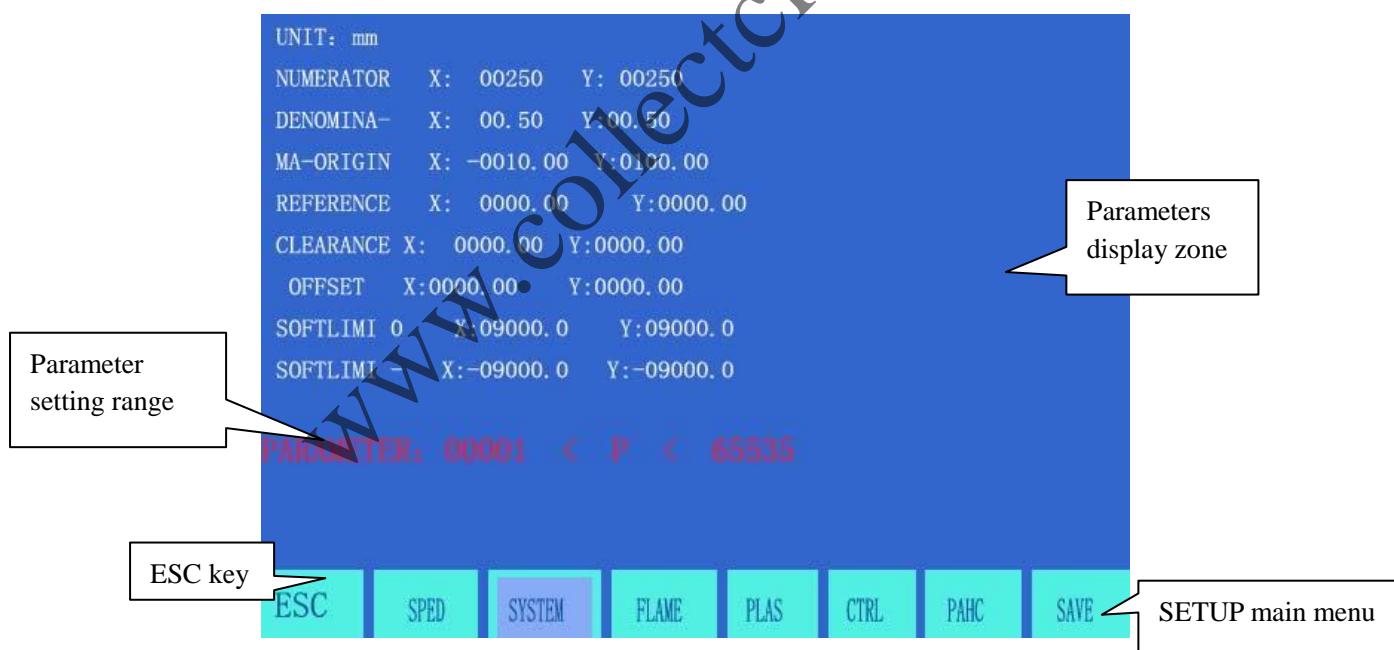 UNIT: mm
NUMERATOR X: 00250 Y: 00250
DENOMINA- X: 00.50 Y:00.50
MA-ORIGIN X: -0010.00 Y:0100.00
REFERENCE X: 0000.00 Y:0000.00
CLEARANCE X: 0000.00 Y:0000.00
OFFSET X:0000.00 Y:0000.00
SOFTLIMI 0 X:09000.0 Y:09000.0
SOFTLIMI - X:-09000.0 Y:-09000.0
PARAMETER: 00001 < P < 65535
ESC SPED SYSTEM FLAME PLAS CTRL PAHC SAVE
Parameters
display zone
Parameter
setting range
ESC key
SETUP main menu